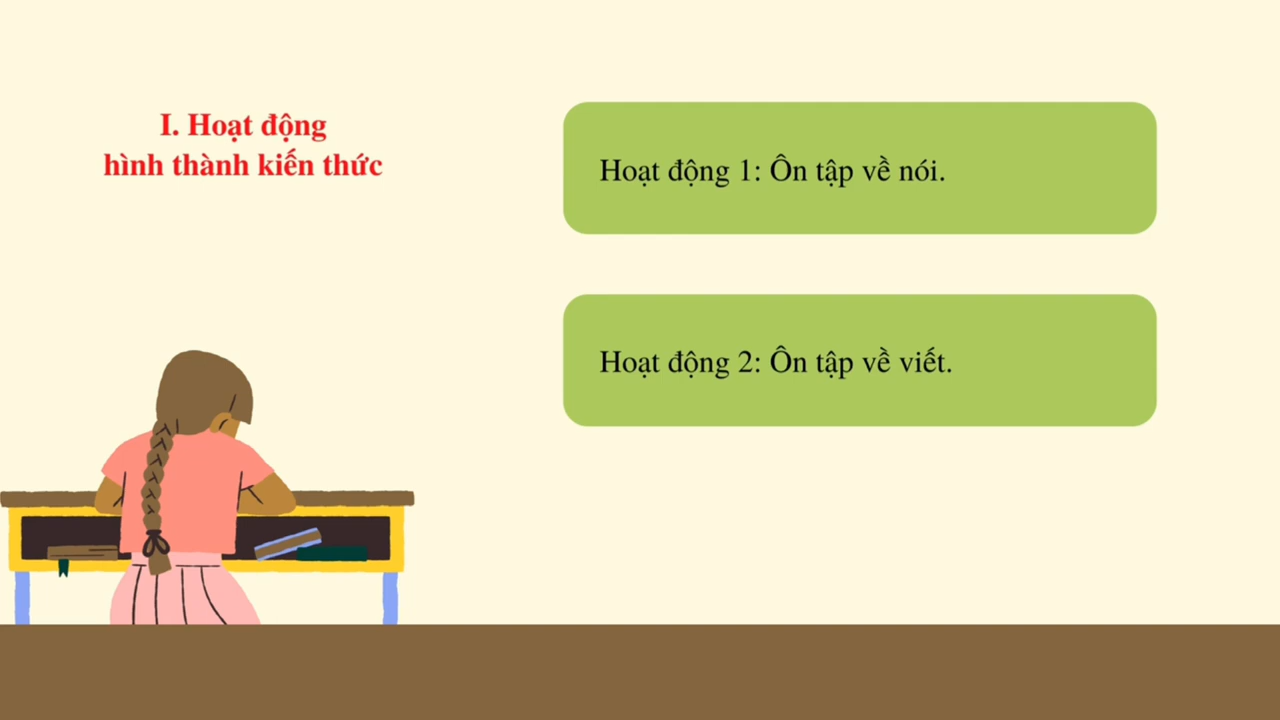 I. Hoạt động
hình thành kiến thức
Hoạt động 1: Ôn tập về nói.
Hoạt động 2: Ôn tập về viết.